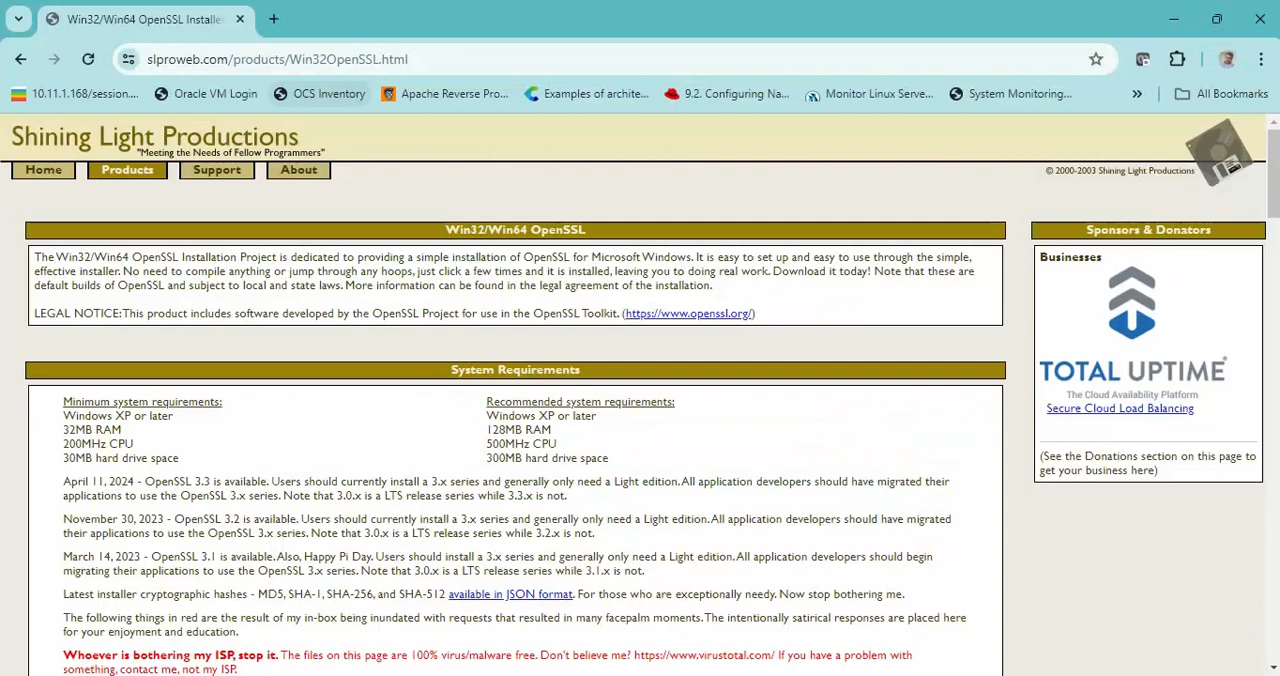 Win32/Win64 OpenSSL Installe
slproweb.com/products/Win32OpenSSL.html
10.11.1.168/session....
Oracle VM Login
OCS Inventory
Apache Reverse Pro...
Examples of archite...
9.2. Configuring Na...
Monitor Linux Serve...
System Monitoring...
All Bookmarks
Shining Light Productions
"Meeting the Needs of Fellow Programmers"
Home
Products
Support
About
© 2000-2003 Shining Light Productions
Win32/Win64 OpenSSL
The Win32/Win64 OpenSSL Installation Project is dedicated to providing a simple installation of OpenSSL for Microsoft Windows. It is easy to set up and easy to use through the simple,
effective installer. No need to compile anything or jump through any hoops, just click a few times and it is installed, leaving you to doing real work. Download it today! Note that these are
default builds of OpenSSL and subject to local and state laws. More information can be found in the legal agreement of the installation.
LEGAL NOTICE: This product includes software developed by the OpenSSL Project for use in the OpenSSL Toolkit. (https://www.openssl.org/)
System Requirements
Minimum system requirements:
Windows XP or later
32MB RAM
200MHz CPU
30MB hard drive space
Recommended system requirements:
Windows XP or later
128MB RAM
500MHz CPU
300MB hard drive space
April 11, 2024 - OpenSSL 3.3 is available. Users should currently install a 3.x series and generally only need a Light edition. All application developers should have migrated their
applications to use the OpenSSL 3.x series. Note that 3.0.x is a LTS release series while 3.3.x is not.
November 30, 2023 - OpenSSL 3.2 is available. Users should currently install a 3.x series and generally only need a Light edition. All application developers should have migrated
their applications to use the OpenSSL 3.x series. Note that 3.0.x is a LTS release series while 3.2.x is not.
March 14, 2023 - OpenSSL 3.1 is available. Also, Happy Pi Day. Users should install a 3.x series and generally only need a Light edition. All application developers should begin
migrating their applications to use the OpenSSL 3.x series. Note that 3.0.x is a LTS release series while 3.1.x is not.
Latest installer cryptographic hashes - MD5, SHA-1, SHA-256, and SHA-512 available in JSON format. For those who are exceptionally needy. Now stop bothering me.
The following things in red are the result of my in-box being inundated with requests that resulted in many facepalm moments. The intentionally satirical responses are placed here
for your enjoyment and education.
Whoever is bothering my ISP, stop it. The files on this page are 100% virus/malware free. Don't believe me? https://www.virustotal.com/ If you have a problem with
something, contact me, not my ISP.
Sponsors & Donators
Businesses
TOTAL UPTIME®
The Cloud Availability Platform
Secure Cloud Load Balancing
(See the Donations section on this page to
get your business here)